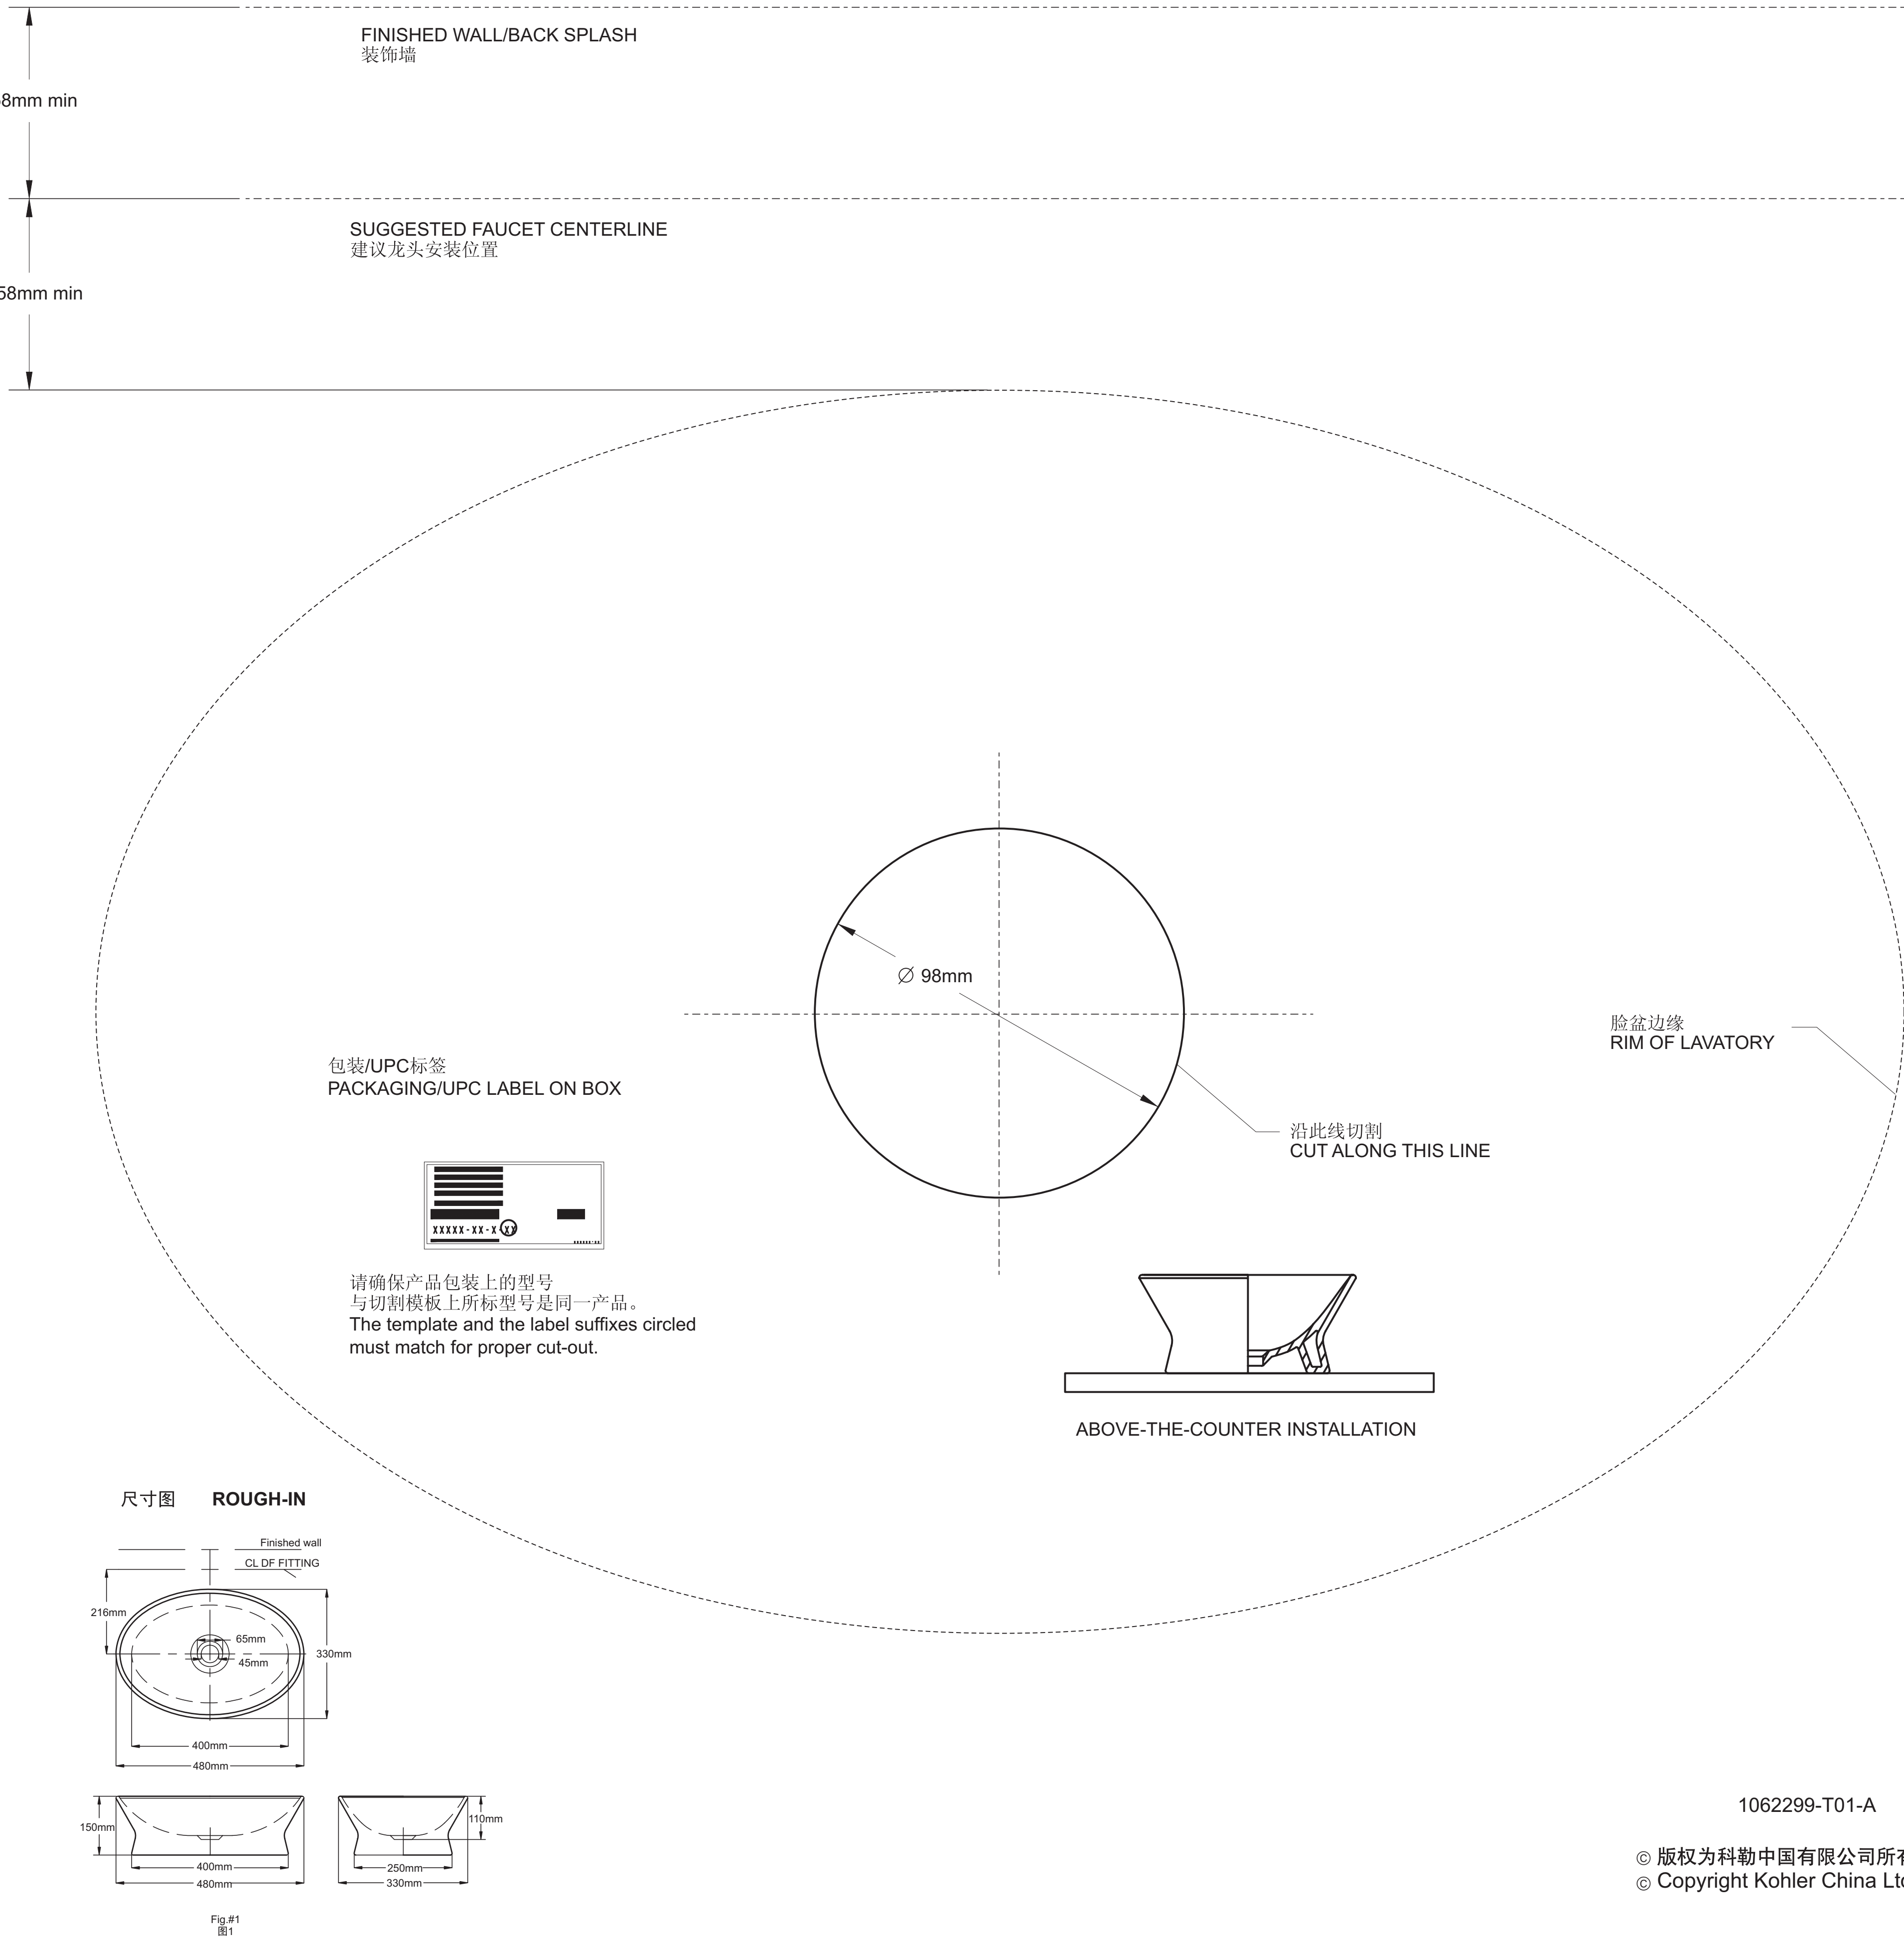 FINISHED WALL/BACK SPLASH
装饰墙
8mm min
SUGGESTED FAUCET CENTERLINE
建议龙头安装位置
58mm min
Ø 98mm
脸盆边缘
RIM OF LAVATORY
包装/UPC标签
PACKAGING/UPC LABEL ON BOX
沿此线切割
CUT ALONG THIS LINE
XXXXX-XX-X-XX
请确保产品包装上的型号
与切割模板上所标型号是同一产品。
The template and the label suffixes circled
must match for proper cut-out.
ABOVE-THE-COUNTER INSTALLATION
尺寸图 ROUGH-IN
Finished wall
CL DF FITTING
216mm
65mm
330mm
45mm
400mm
480mm
150mm
110mm
400mm
250mm
480mm
330mm
Fig.#1
图1
1062299-T01-A
© 版权为科勒中国有限公司所有
© Copyright Kohler China Ltd